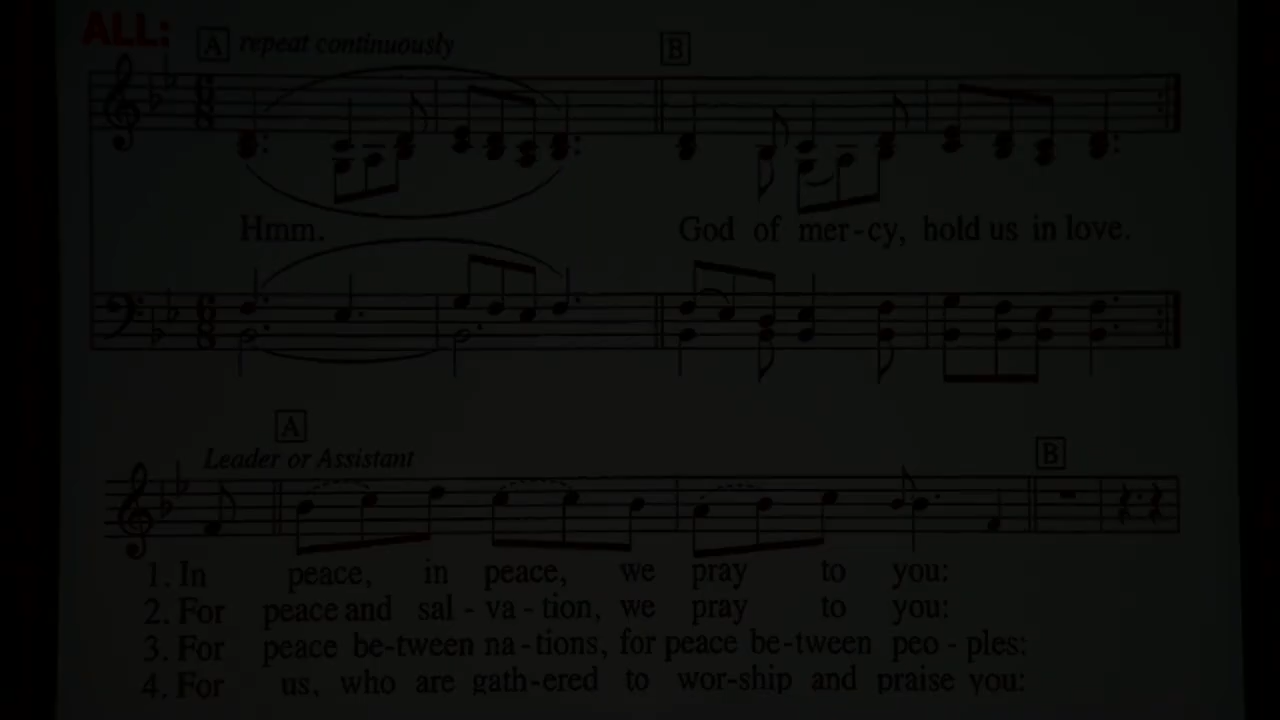 ALL:
A repeat continuously B
Hmm. God of mer-cy, hold us in love.
A
Leader or Assistant B
1. In peace, in peace, we pray to you:
2. For peace and sal - va - tion, we pray to you:
3. For peace be-tween na - tions, for peace be-tween peo - ples:
4. For us, who are gath-ered to wor-ship and praise you: